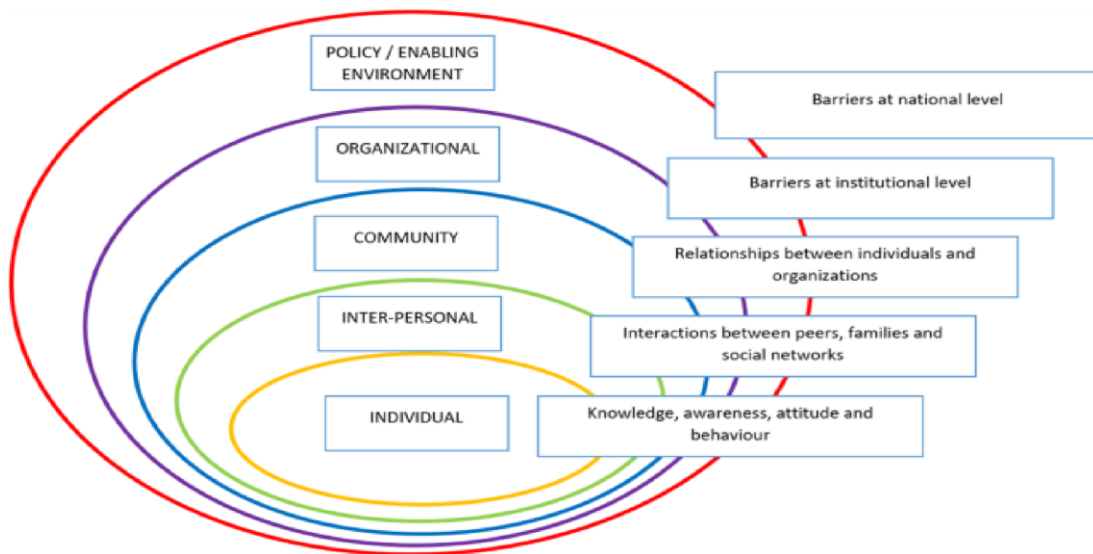 POLICY / ENABLING
ENVIRONMENT
Barriers at national level
ORGANIZATIONAL
Barriers at institutional level
COMMUNITY
Relationships between individuals and
organizations
INTER-PERSONAL
Interactions between peers, families and
social networks
INDIVIDUAL
Knowledge, awareness, attitude and
behaviour